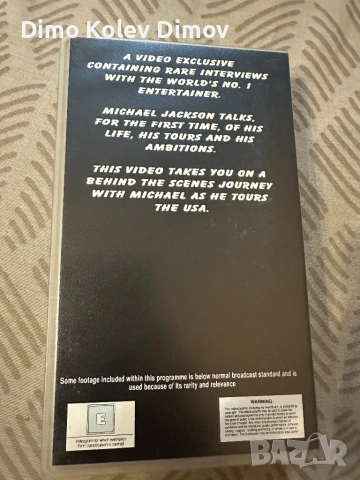 Dimo Kolev Dimov
A VIDEO EXCLUSIVE
CONTAINING RARE INTERVIEWS
WITH THE WORLD'S NO. 1
ENTERTAINER.
MICHAEL JACKSON TALKS,
FOR THE FIRST TIME, OF HIS
LIFE, HIS TOURS AND HIS
AMBITIONS.
THIS VIDEO TAKES YOU ON A
BEHIND THE SCENES JOURNEY
WITH MICHAEL AS HE TOURS
THE USA.
Some footage included within this programme is below normal broadcast standard and is
used because of its rarity and relevance
E
WARNING
BAZAR